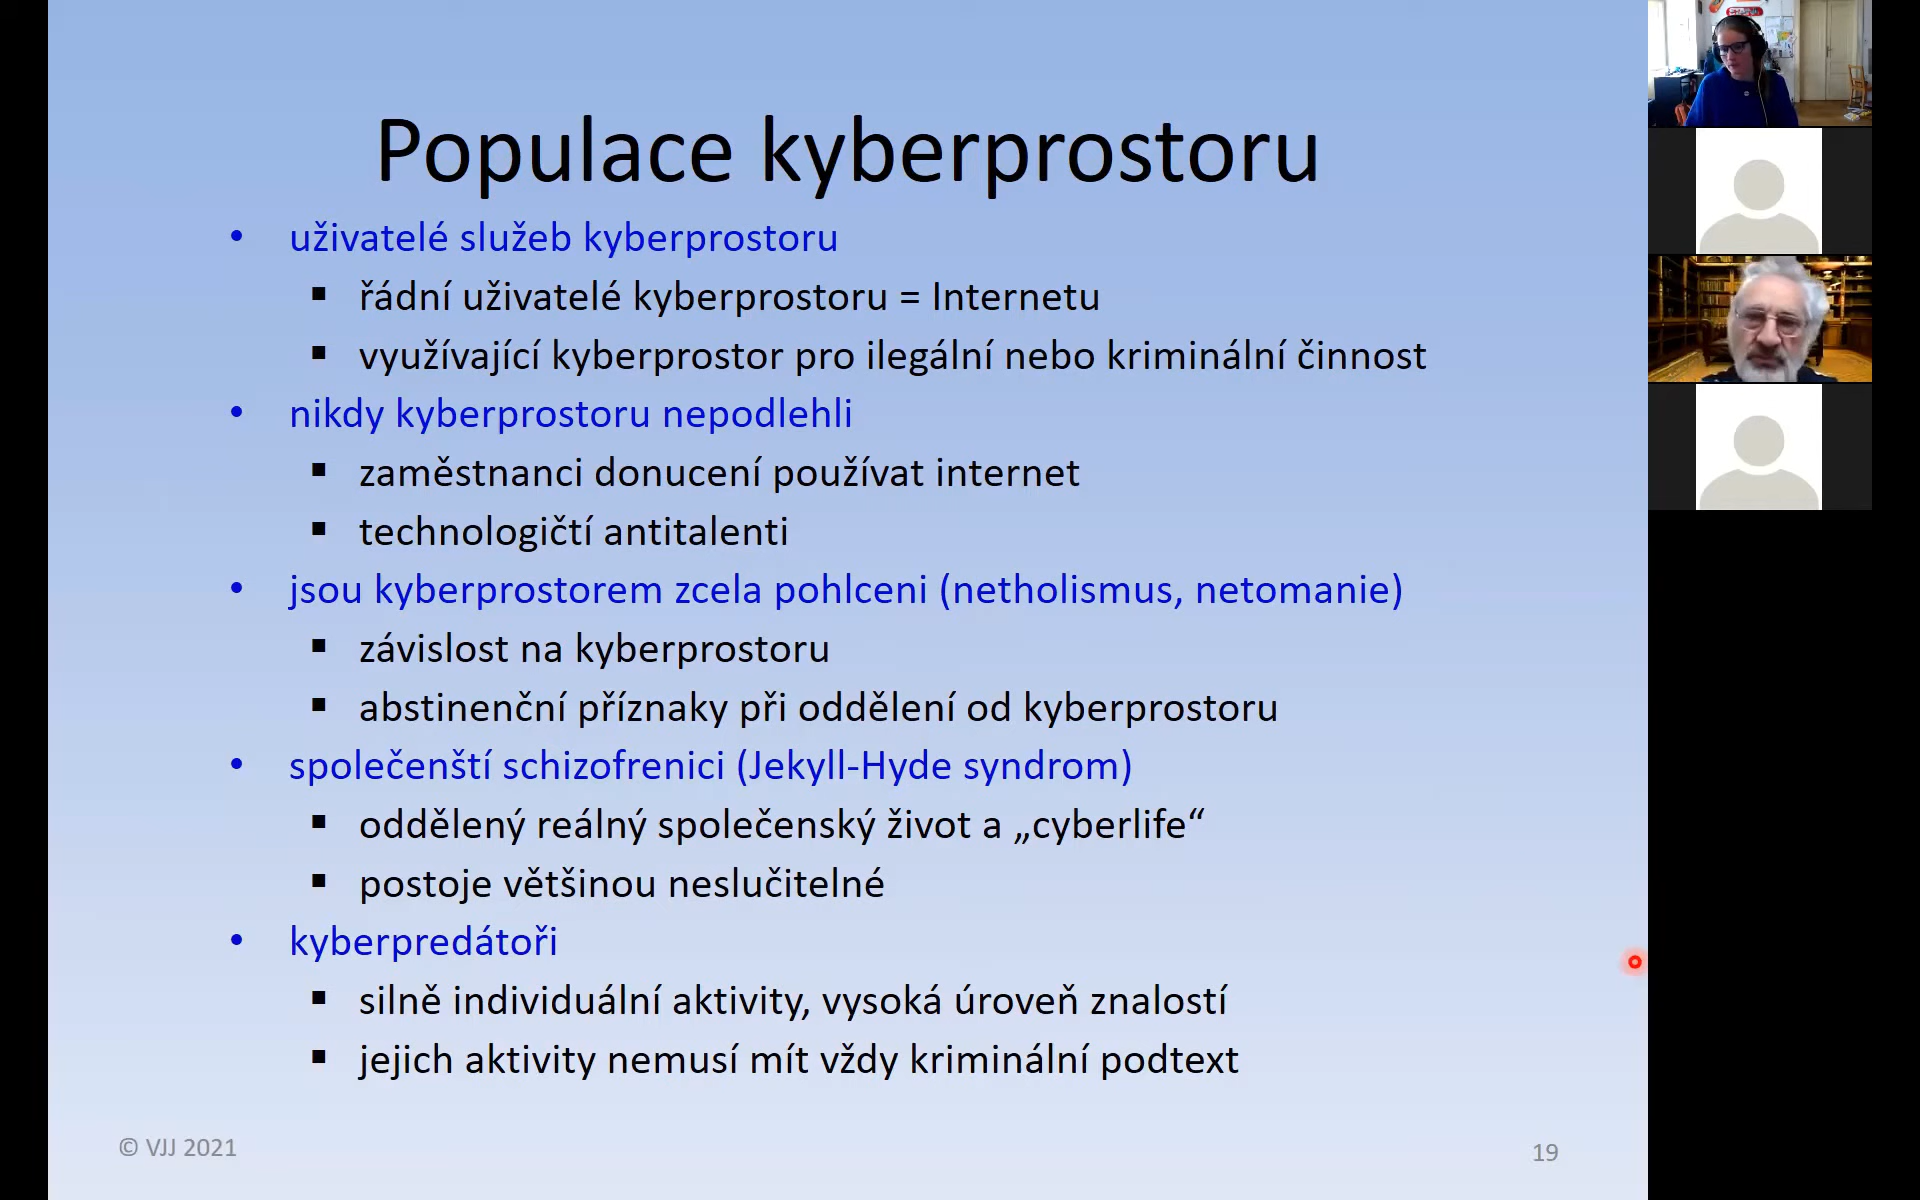 Populace kyberprostoru
• uživatelé služeb kyberprostoru
▪ řádní uživatelé kyberprostoru = Internetu
▪ využívající kyberprostor pro ilegální nebo kriminální činnost
• nikdy kyberprostoru nepodlehli
▪ zaměstnanci donucení používat internet
▪ technologičtí antitalenti
• jsou kyberprostorem zcela pohlceni (netholismus, netomanie)
▪ závislost na kyberprostoru
▪ abstinenční příznaky při oddělení od kyberprostoru
• společenští schizofrenici (Jekyll-Hyde syndrom)
▪ oddělený reálný společenský život a „cyberlife“
▪ postoje většinou neslučitelné
• kyberpredátoři
▪ silně individuální aktivity, vysoká úroveň znalostí
▪ jejich aktivity nemusí mít vždy kriminální podtext
© VJJ 2021
19